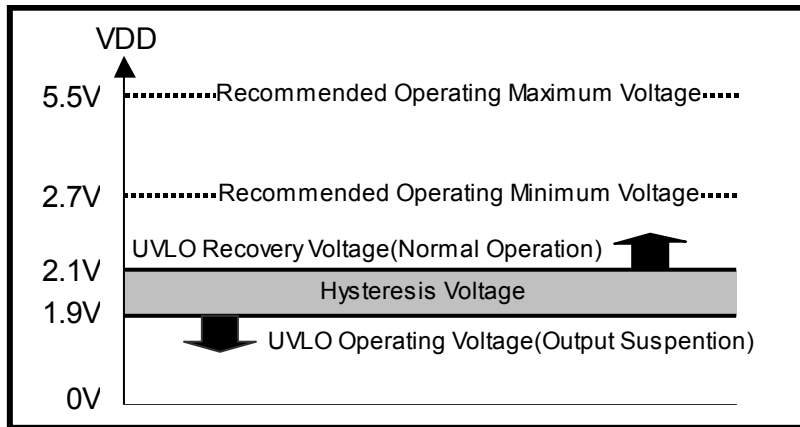 VDD
5.5V Recommended Operating Maximum Voltage
2.7V Recommended Operating Minimum Voltage
UVLO Recovery Voltage(Normal Operation)
2.1V
Hysteresis Voltage
1.9V
UVLO Operating Voltage(Output Suspention)
0V